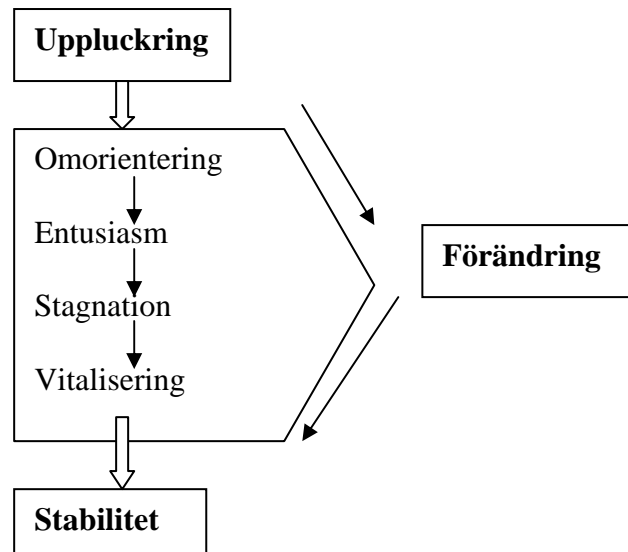 Uppluckring
Omorientering
Entusiasm
Förändring
Stagnation
Vitalisering
Stabilitet